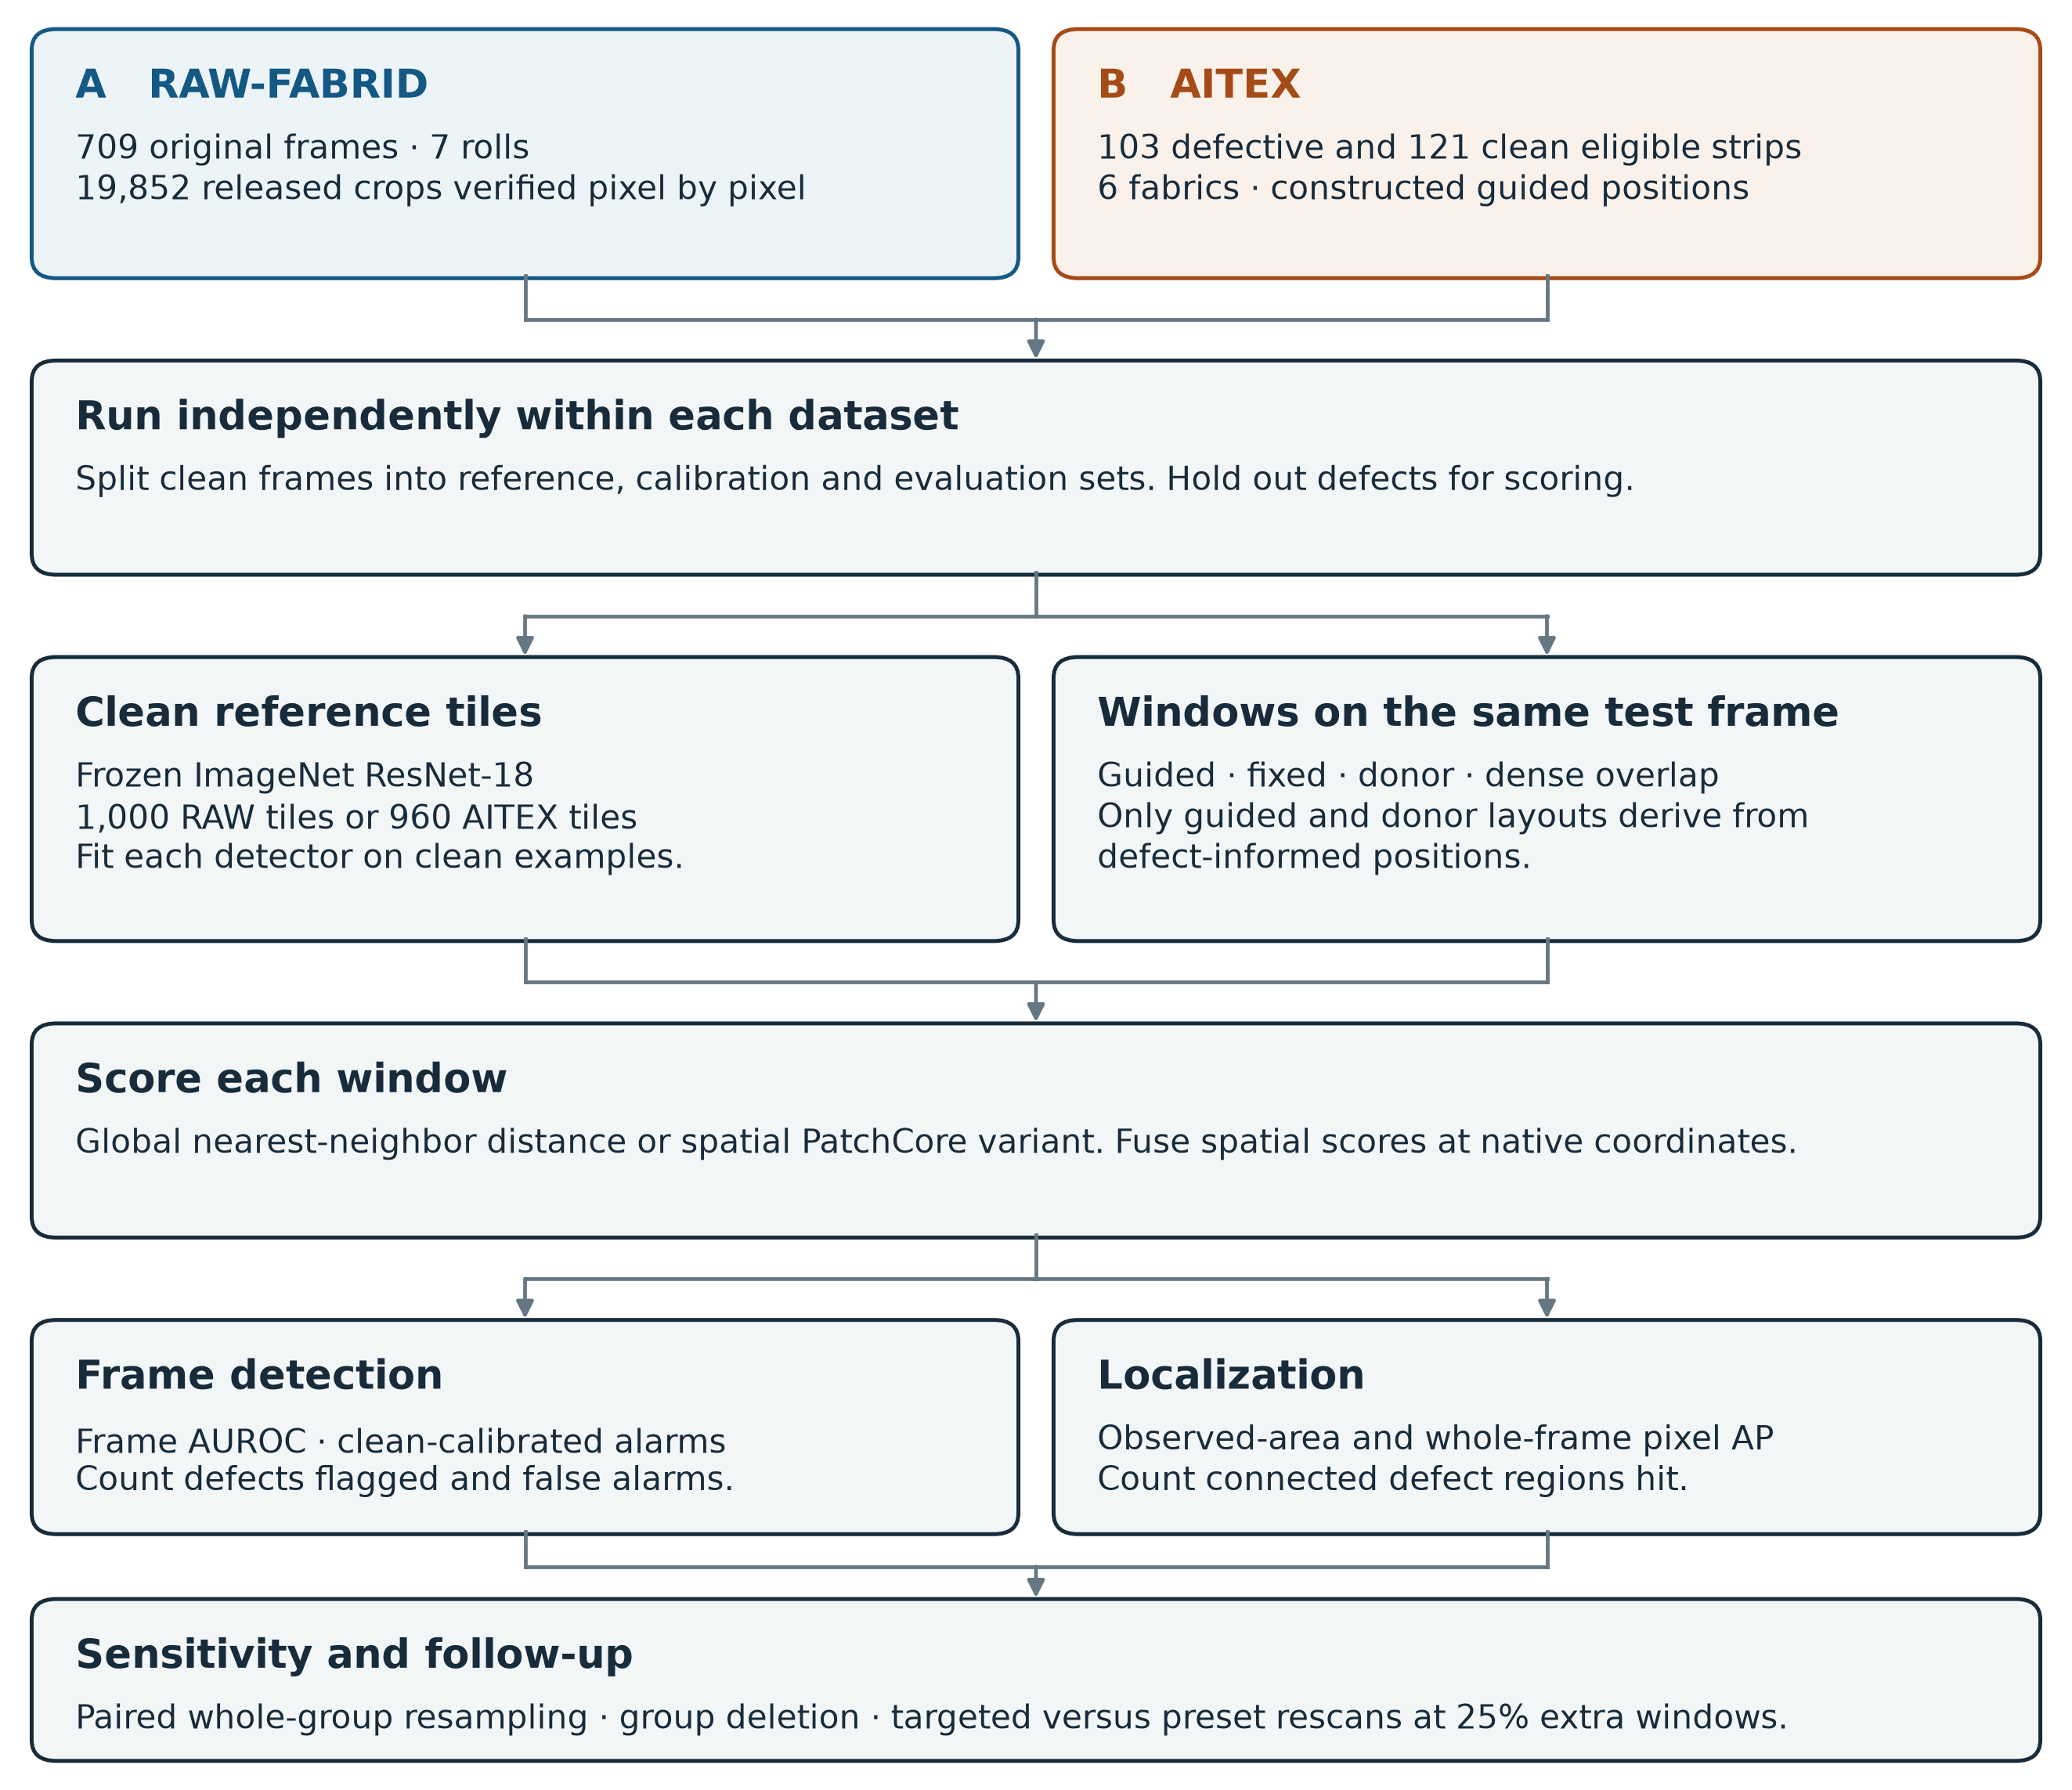 A RAW-FABRID
709 original frames · 7 rolls
19,852 released crops verified pixel by pixel
B AITEX
103 defective and 121 clean eligible strips
6 fabrics · constructed guided positions
Run independently within each dataset
Split clean frames into reference, calibration and evaluation sets. Hold out defects for scoring.
Clean reference tiles
Frozen ImageNet ResNet-18
1,000 RAW tiles or 960 AITEX tiles
Fit each detector on clean examples.
Windows on the same test frame
Guided · fixed · donor · dense overlap
Only guided and donor layouts derive from
defect-informed positions.
Score each window
Global nearest-neighbor distance or spatial PatchCore variant. Fuse spatial scores at native coordinates.
Frame detection
Frame AUROC · clean-calibrated alarms
Count defects flagged and false alarms.
Localization
Observed-area and whole-frame pixel AP
Count connected defect regions hit.
Sensitivity and follow-up
Paired whole-group resampling · group deletion · targeted versus preset rescans at 25% extra windows.